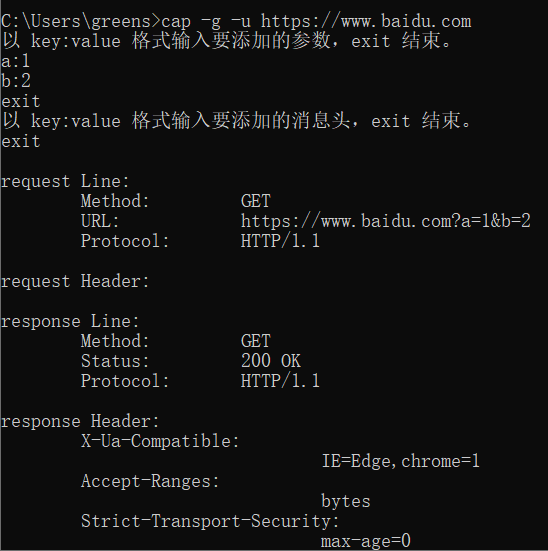 C:\Users\greens>cap -g -u https://www.baidu.com
以 key:value 格式输入要添加的参数，exit 结束。
a:1
b:2
exit
以 key:value 格式输入要添加的消息头，exit 结束。
exit
request Line:
Method: GET
URL: https://www.baidu.com?a=1&b=2
Protocol: HTTP/1.1
request Header:
response Line:
Method: GET
Status: 200 OK
Protocol: HTTP/1.1
response Header:
X-Ua-Compatible:
IE=Edge,chrome=1
Accept-Ranges:
bytes
Strict-Transport-Security:
max-age=0